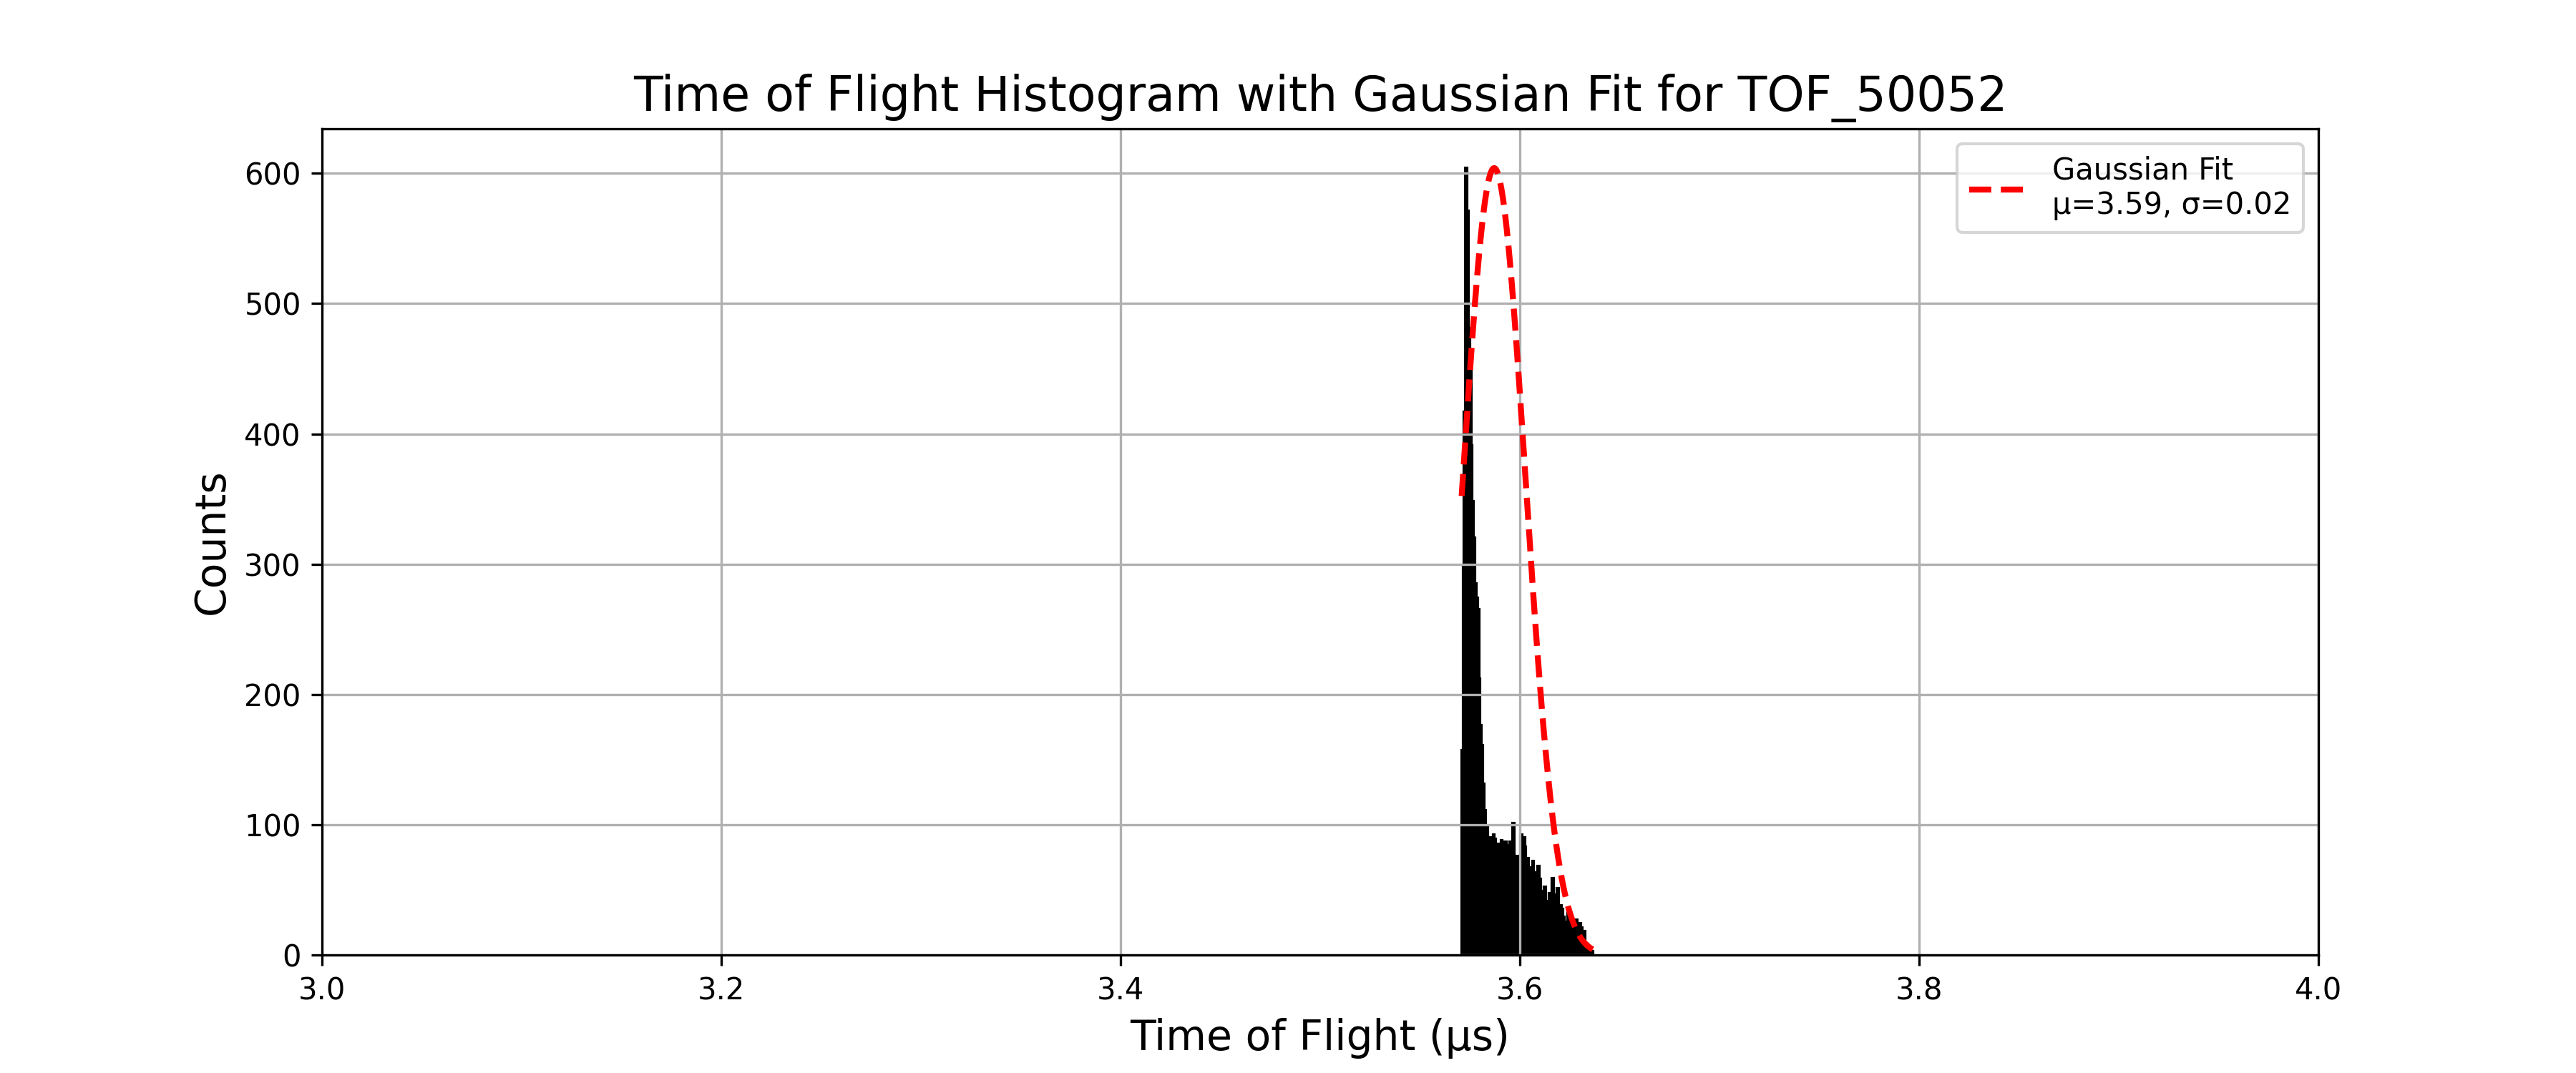 Time of Flight Histogram with Gaussian Fit for TOF_50052
Gaussian Fit
μ=3.59, σ=0.02
Counts
600
500
400
300
200
100
0
3.0
3.2
3.4
3.6
3.8
4.0
Time of Flight (μs)